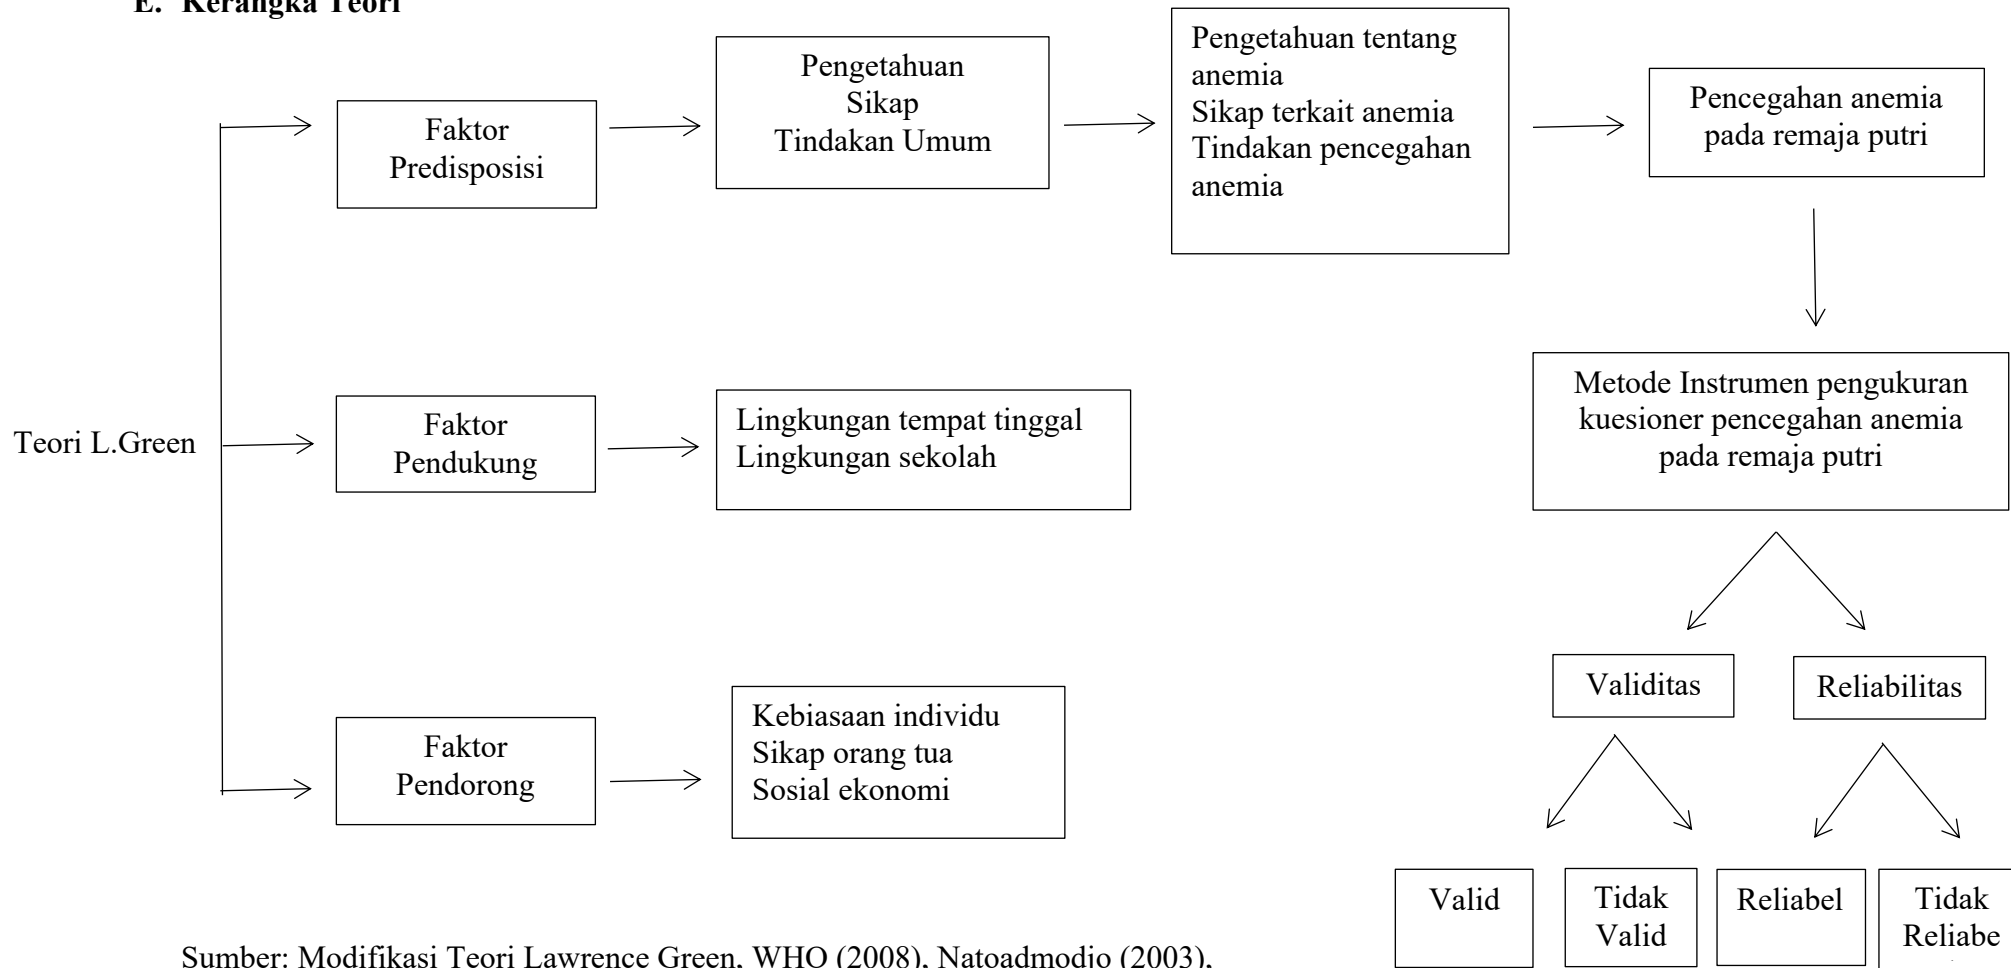 E. Kerangka Teori
Pengetahuan
Sikap
Tindakan Umum
Pengetahuan tentang
anemia
Sikap terkait anemia
Tindakan pencegahan
anemia
Pencegahan anemia
pada remaja putri
Faktor
Predisposisi
Teori L.Green
Faktor
Pendukung
Lingkungan tempat tinggal
Lingkungan sekolah
Metode Instrumen pengukuran
kuesioner pencegahan anemia
pada remaja putri
Validitas
Reliabilitas
Faktor
Pendorong
Kebiasaan individu
Sikap orang tua
Sosial ekonomi
Valid
Tidak
Valid
Reliabel
Tidak
Reliabe
Sumber: Modifikasi Teori Lawrence Green, WHO (2008), Natoadmodjo (2003),